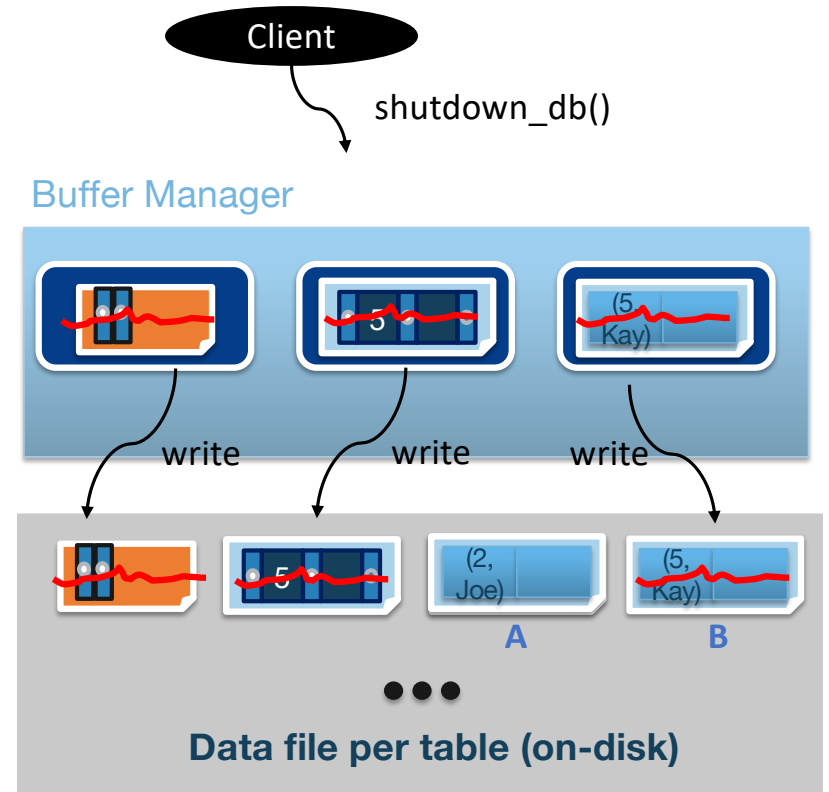 Client
shutdown_db()
Buffer Manager
5
(5,
Kay)
write
write
write
5
(2,
Joe)
(5,
Kay)
A
B
Data file per table (on-disk)